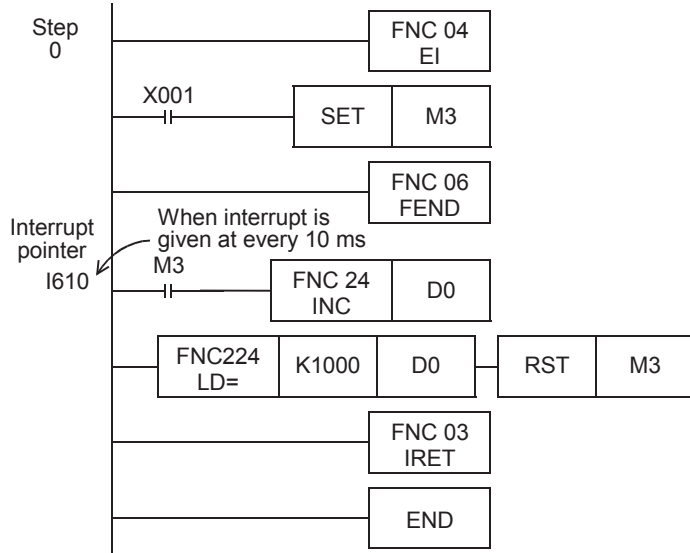 Step
0
FNC 04
EI
X001
SET
M3
FNC 06
FEND
Interrupt
pointer
I610
When interrupt is
given at every 10 ms
M3
FNC 24
INC
D0
FNC224
LD=
K1000
D0
RST
M3
FNC 03
IRET
END